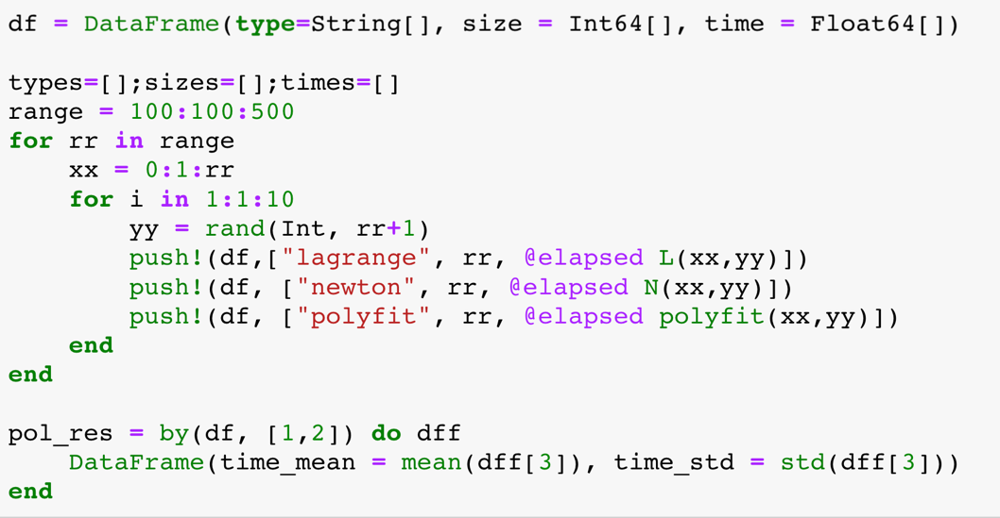 df = DataFrame(type=String[], size = Int64[], time = Float64[])
types=[];sizes=[];times=[]
range = 100:100:500
for rr in range
    xx = 0:1:rr
    for i in 1:1:10
        yy = rand(Int, rr+1)
        push!(df,["lagrange", rr, @elapsed L(xx,yy)])
        push!(df, ["newton", rr, @elapsed N(xx,yy)])
        push!(df, ["polyfit", rr, @elapsed polyfit(xx,yy)])
    end
end
pol_res = by(df, [1,2]) do dff
    DataFrame(time_mean = mean(dff[3]), time_std = std(dff[3]))
end